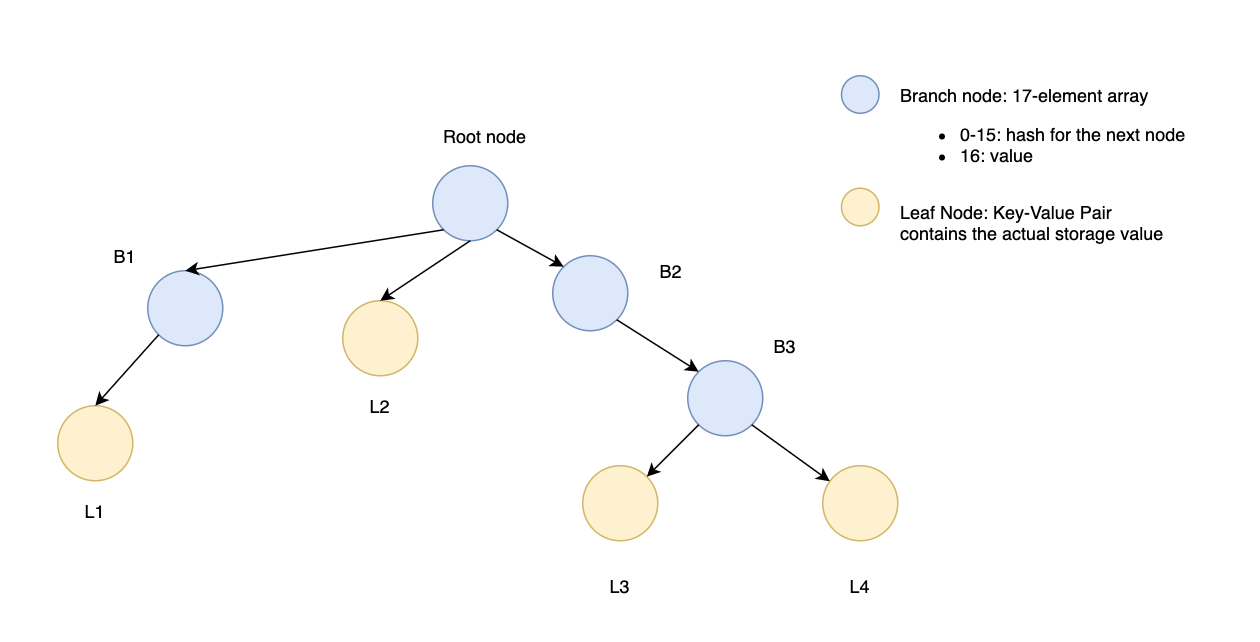 Branch node: 17-element array
• 0-15: hash for the next node
Root node
• 16: value
Leaf Node: Key-Value Pair
contains the actual storage value
B1
B2
B3
L2
L1
L3
L4